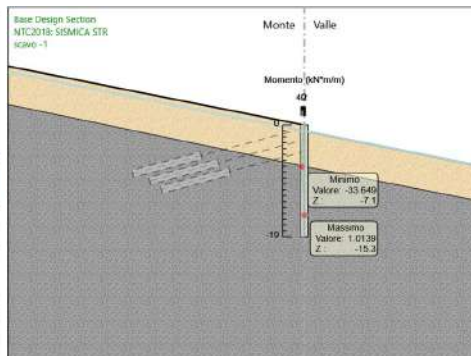 Base Design Section
NTC2018: SISMICA STR
scavo -1
Monte
Valle
Momento (kN*m/m)
40
0
Minimo
Valore: -33.649
Z : -7.1
-19
Massimo
Valore: 1.0139
Z : -15.3